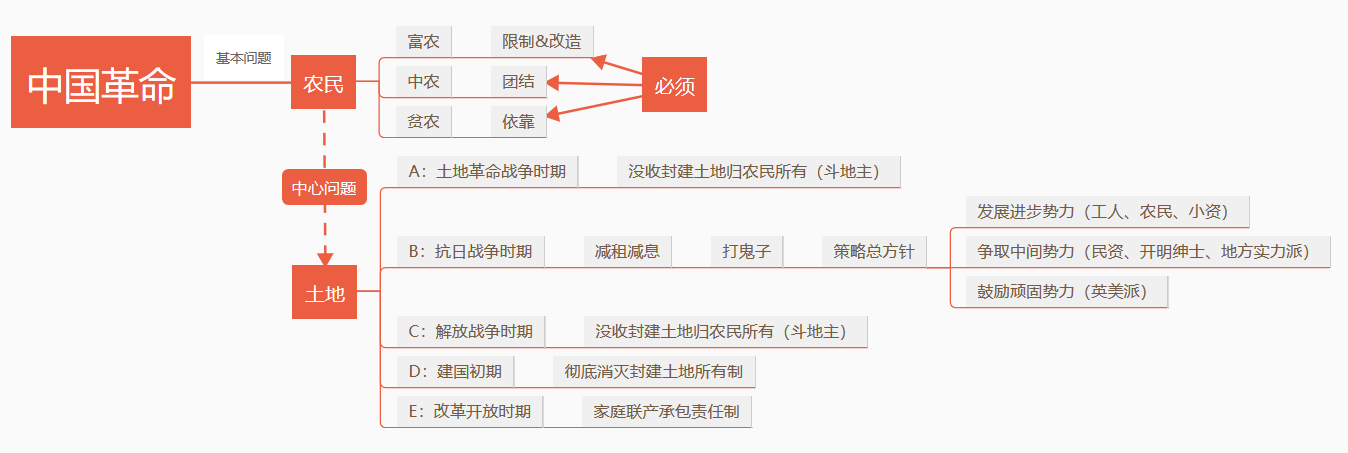 中国革命
基本问题
农民
富农
限制&改造
中农
团结
贫农
依靠
必须
中心问题
土地
A：土地革命战争时期
没收封建土地归农民所有（斗地主）
B：抗日战争时期
减租减息
打鬼子
策略总方针
发展进步势力（工人、农民、小资）
争取中间势力（民资、开明绅士、地方实力派）
鼓励顽固势力（英美派）
C：解放战争时期
没收封建土地归农民所有（斗地主）
D：建国初期
彻底消灭封建土地所有制
E：改革开放时期
家庭联产承包责任制